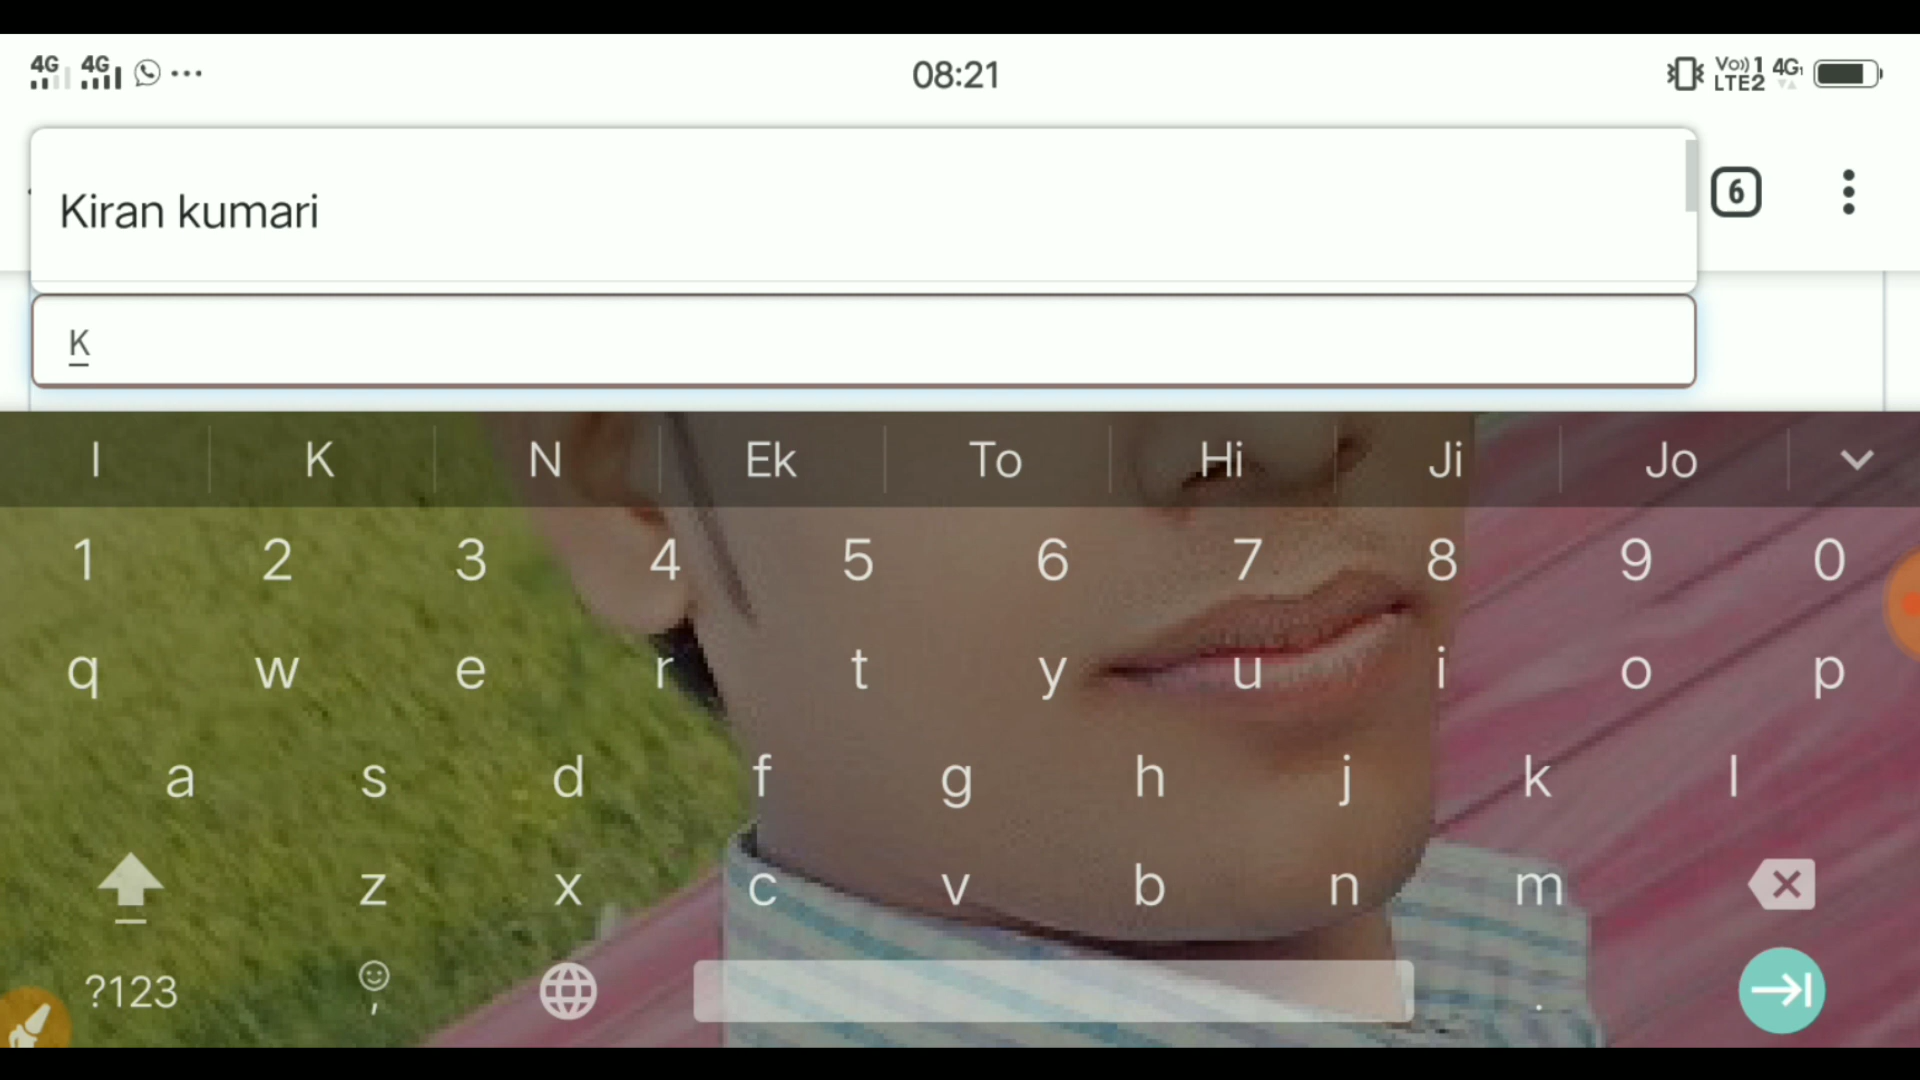 4G 4G 08:21 Vo)) 1 LTE2 4G1
Kiran kumari
6
K
I K N Ek To Hi Ji Jo
1 2 3 4 5 6 7 8 9 0
q w e r t y u i o p
a s d f g h j k l
z x c v b n m
?123 , .